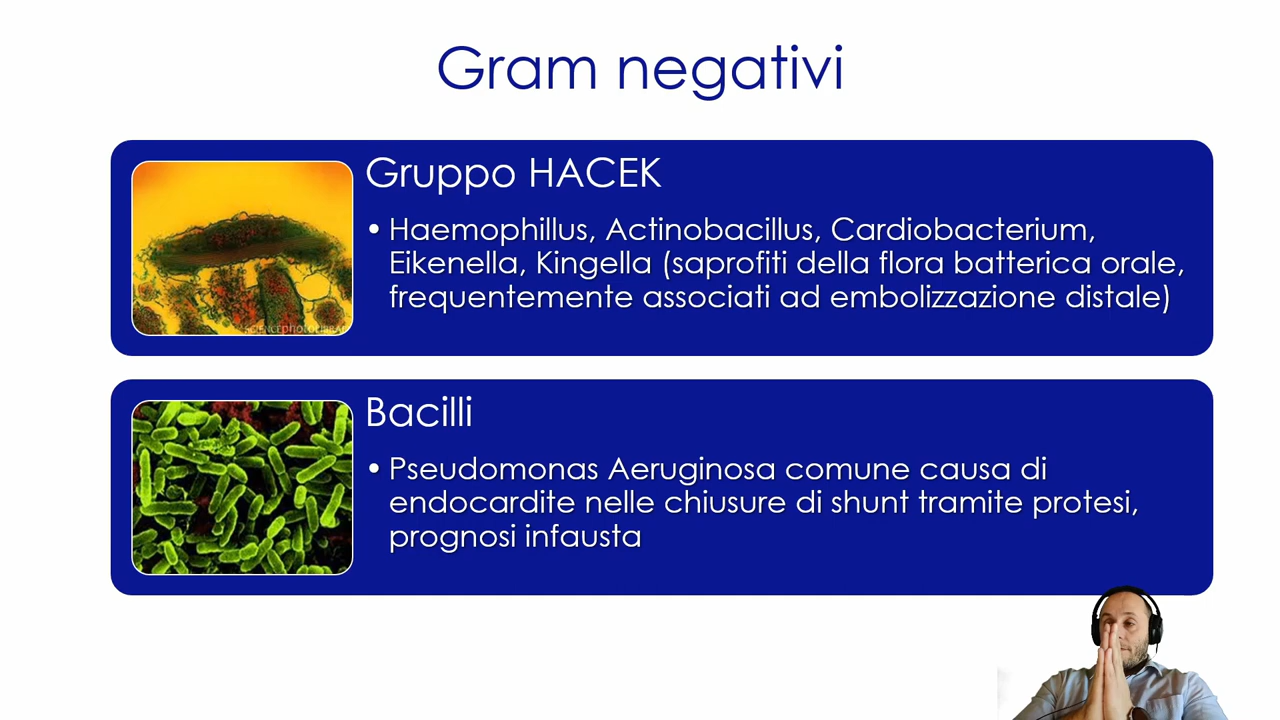 Gram negativi
Gruppo HACEK
• Haemophillus, Actinobacillus, Cardiobacterium,
Eikenella, Kingella (saprofiti della flora batterica orale,
frequentemente associati ad embolizzazione distale)
SCIENCEPHOTOLIBRARY
Bacilli
• Pseudomonas Aeruginosa comune causa di
endocardite nelle chiusure di shunt tramite protesi,
prognosi infausta